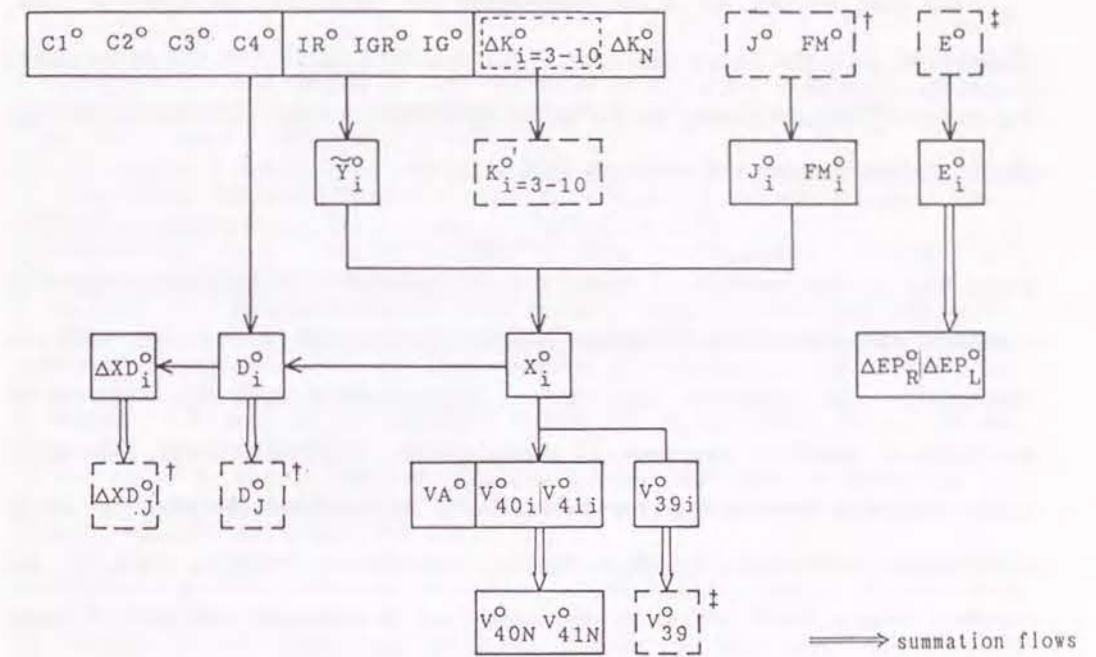 C1° C2° C3° C4° IR° IGR° IG° ΔK°i=3-10 ΔK°N J° FM° † E° ‡
Ỹ°i K°'i=3-10 J°i FM°i E°i
ΔXD°i D°i X°i ΔEP°R ΔEP°L
ΔXD°J † D°J † VA° V°40i V°41i V°39i
V°40N V°41N V°39 ‡
summation flows